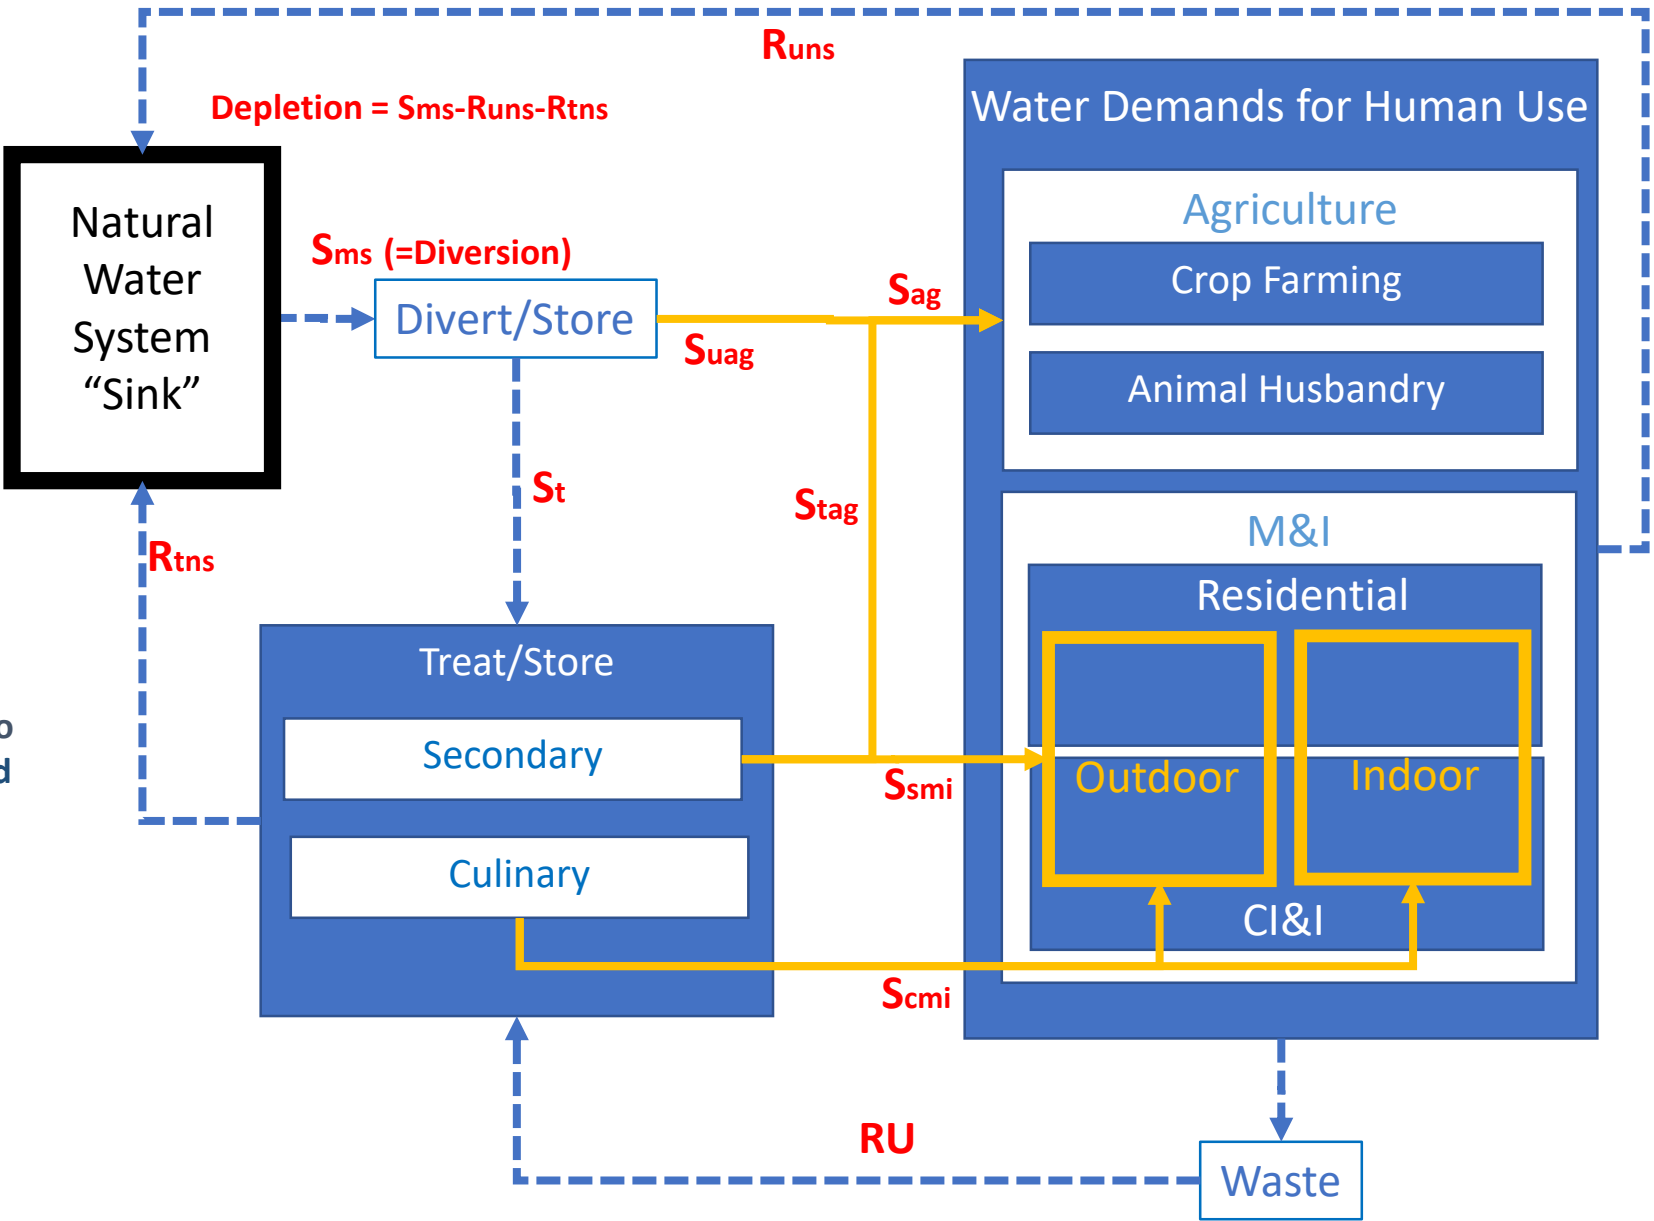 Runs
Depletion = Sms-Runs-Rtns
Water Demands for Human Use
Natural
Water
System
“Sink”
Sms (=Diversion)
Divert/Store
Suag
Sag
Agriculture
Crop Farming
Animal Husbandry
St
Stag
Rtns
M&I
Residential
Outdoor
Indoor
CI&I
Treat/Store
Secondary
Culinary
Ssmi
Scmi
o
d
RU
Waste